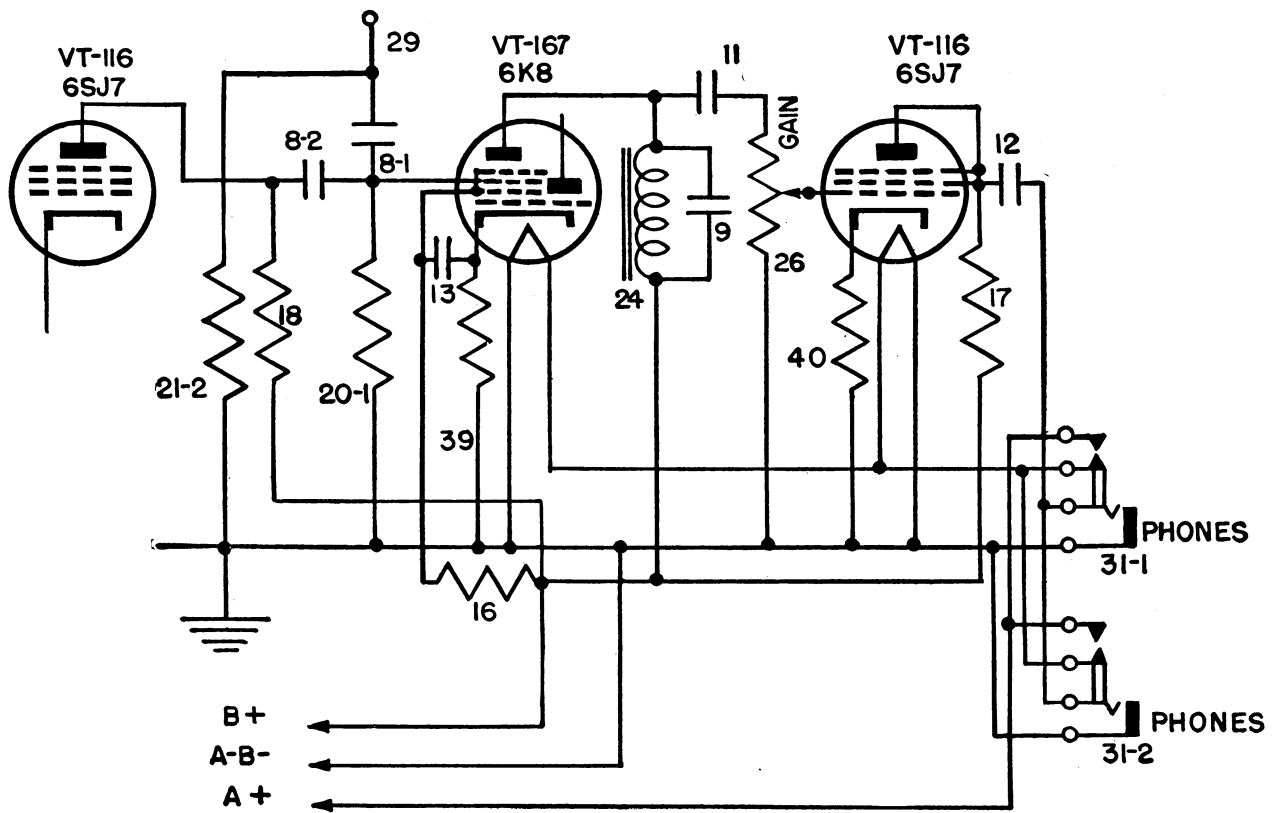 29
VT-116
6SJ7
VT-167
6K8
11
VT-116
6SJ7
GAIN
8-2
8-1
12
9
26
13
24
18
17
21-2
20-1
40
39
PHONES
31-1
16
B+
A-B-
A+
PHONES
31-2